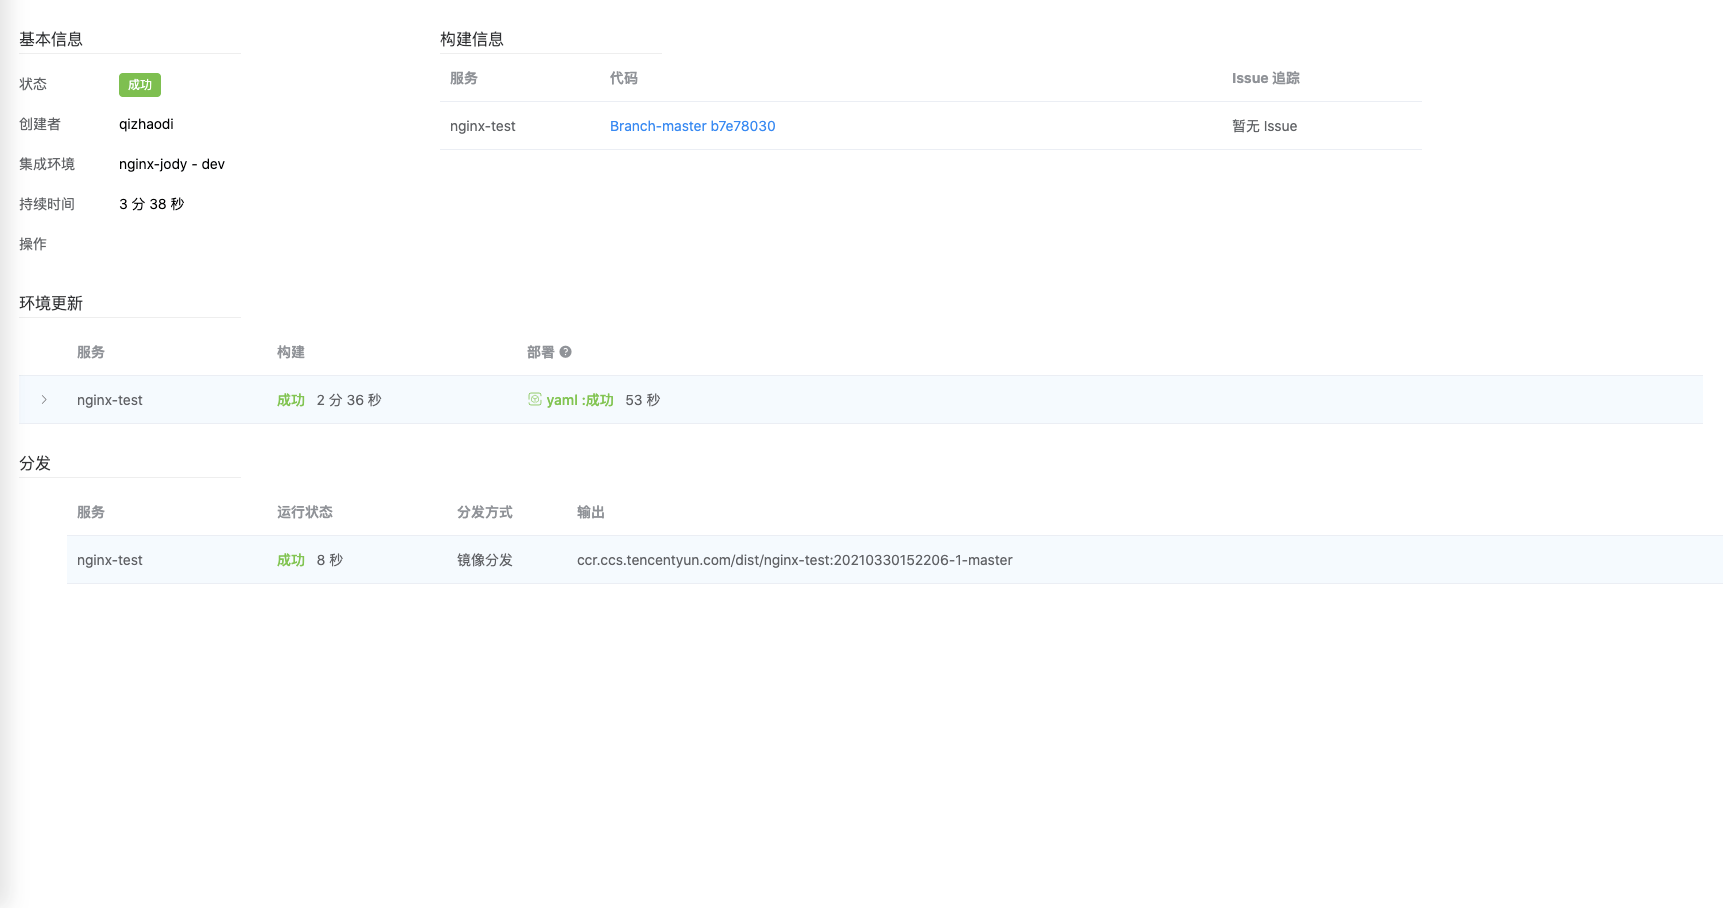 基本信息
状态 成功
创建者 qizhaodi
集成环境 nginx-jody - dev
持续时间 3 分 38 秒
操作
构建信息
服务 代码 Issue 追踪
nginx-test Branch-master b7e78030 暂无 Issue
环境更新
服务 构建 部署 ?
nginx-test 成功 2 分 36 秒 yaml :成功 53 秒
分发
服务 运行状态 分发方式 输出
nginx-test 成功 8 秒 镜像分发 ccr.ccs.tencentyun.com/dist/nginx-test:20210330152206-1-master